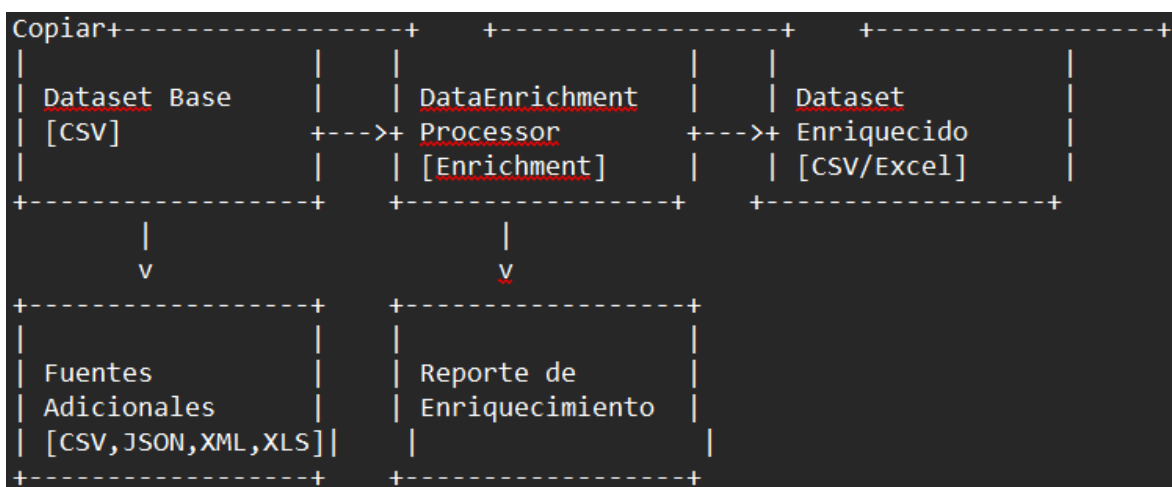 Copiar+------------------+    +------------------+    +------------------+
|                  |    |                  |    |                  |
| Dataset Base     |    | DataEnrichment   |    | Dataset          |
| [CSV]            +--->+ Processor        +--->+ Enriquecido      |
|                  |    | [Enrichment]     |    | [CSV/Excel]      |
+------------------+    +-----------------+    +------------------+
        |                      |
        v                      v
+------------------+    +------------------+
|                  |    |                  |
| Fuentes          |    | Reporte de       |
| Adicionales      |    | Enriquecimiento  |
| [CSV,JSON,XML,XLS]|    |                  |
+------------------+    +------------------+